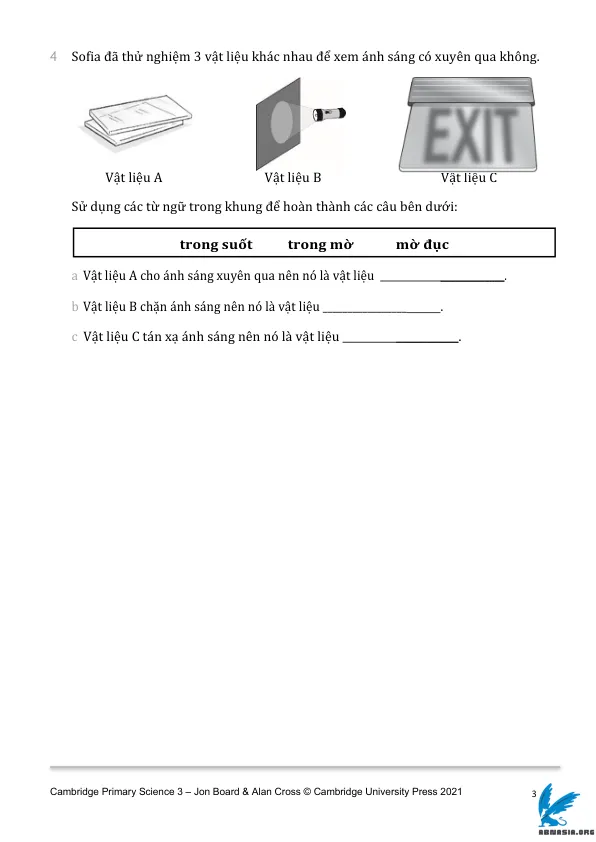 4 Sofia đã thử nghiệm 3 vật liệu khác nhau để xem ánh sáng có xuyên qua không.
EXIT
Vật liệu A Vật liệu B Vật liệu C
Sử dụng các từ ngữ trong khung để hoàn thành các câu bên dưới:
trong suốt trong mờ mờ đục
a Vật liệu A cho ánh sáng xuyên qua nên nó là vật liệu ____________________.
b Vật liệu B chặn ánh sáng nên nó là vật liệu ____________________.
c Vật liệu C tán xạ ánh sáng nên nó là vật liệu ____________________.
Cambridge Primary Science 3 – Jon Board & Alan Cross © Cambridge University Press 2021
3
ABNASIA.ORG